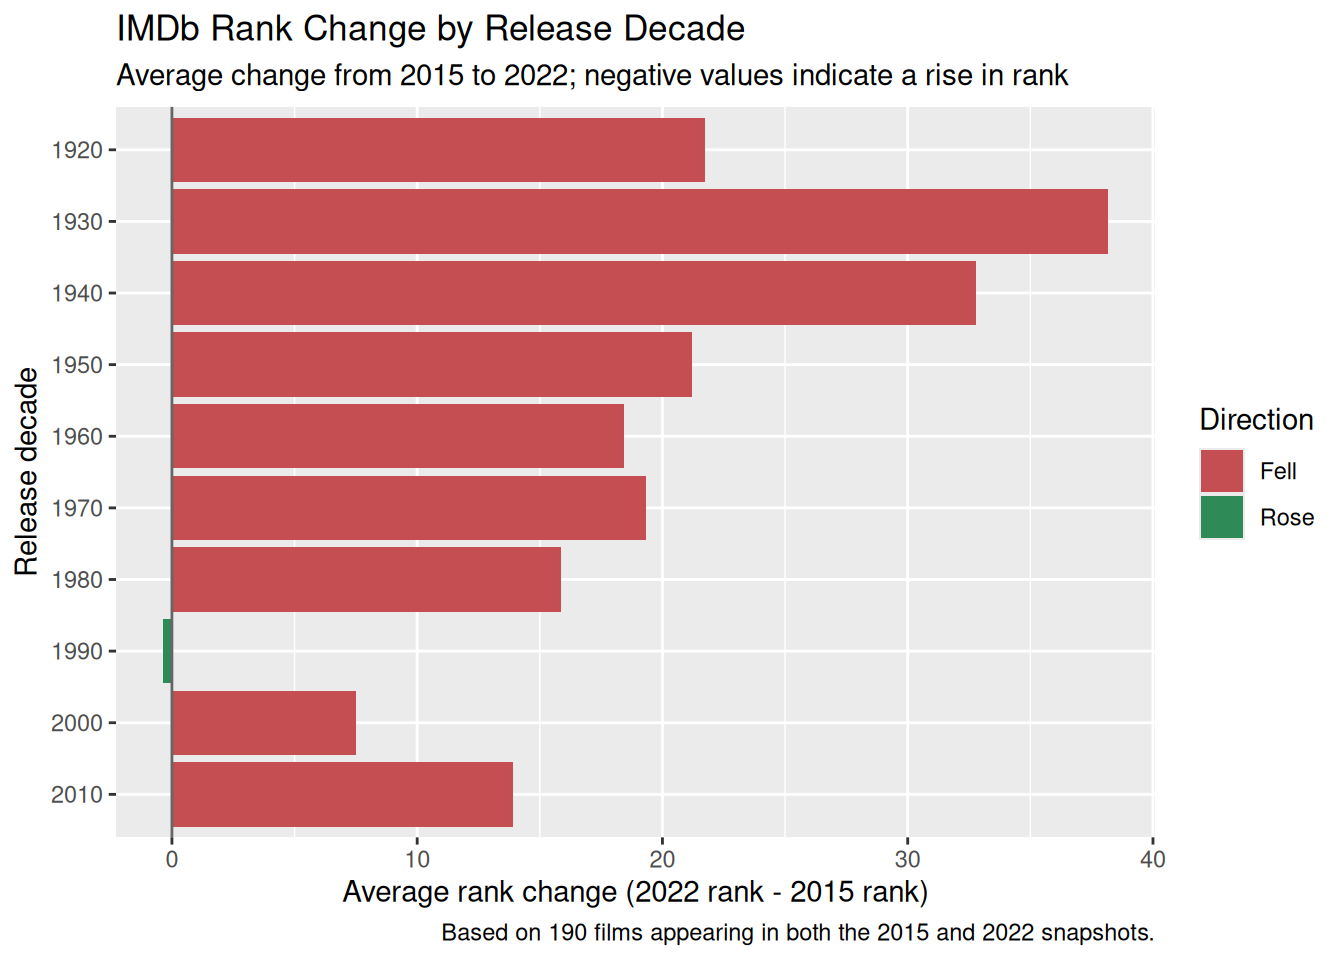 IMDb Rank Change by Release Decade
Average change from 2015 to 2022; negative values indicate a rise in rank
Release decade
1920
1930
1940
1950
1960
1970
1980
1990
2000
2010
0 10 20 30 40
Average rank change (2022 rank - 2015 rank)
Direction
Fell
Rose
Based on 190 films appearing in both the 2015 and 2022 snapshots.